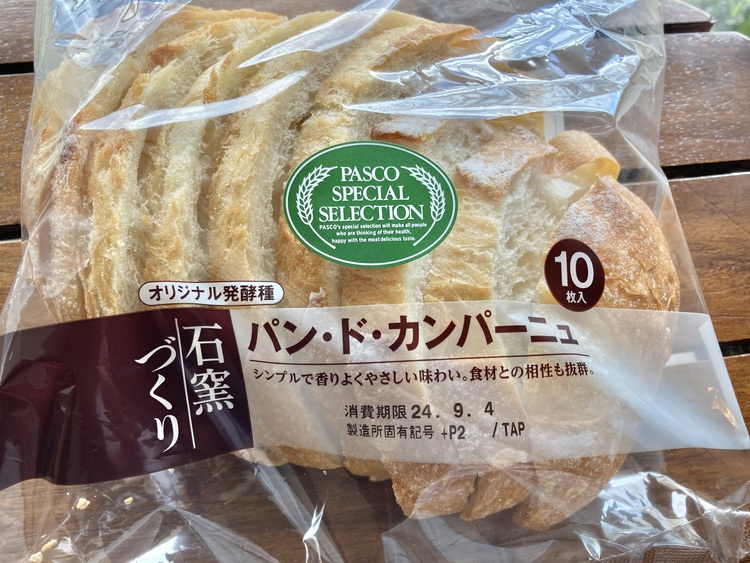 PASCO
SPECIAL
SELECTION
PASCO's special selection will make all people
who are thinking of their health,
happy with the most delicious taste.
10
枚入
オリジナル発酵種
石窯
づくり
パン・ド・カンパーニュ
シンプルで香りよくやさしい味わい。食材との相性も抜群。
消費期限 24. 9. 4
製造所固有記号 +P2 /TAP